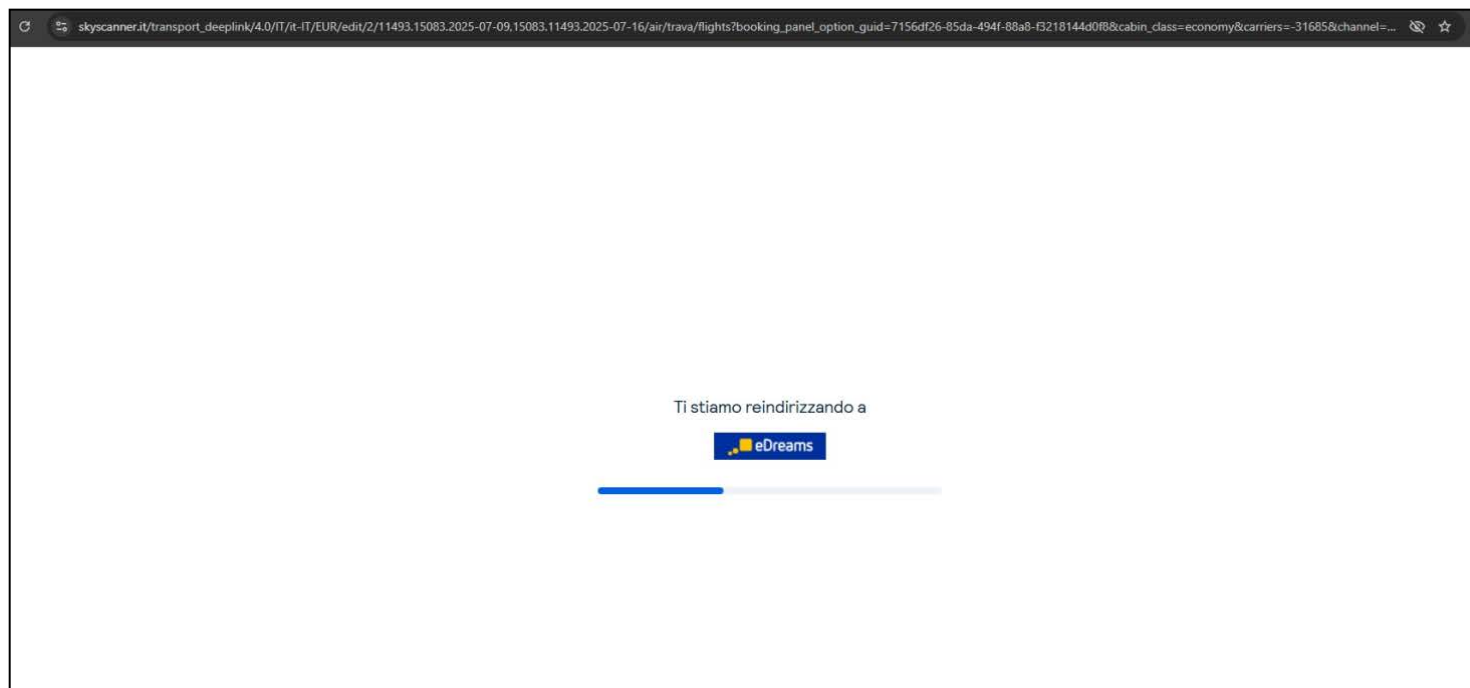 skyscanner.it/transport_deeplink/4.0/IT/it-IT/EUR/edit/2/11493.15083.2025-07-09,15083.11493.2025-07-16/air/trava/flights?booking_panel_option_guid=7156df26-85da-494f-88a8-f3218144d0f8&cabin_class=economy&carriers=-31685&channel=...
Ti stiamo reindirizzando a
eDreams